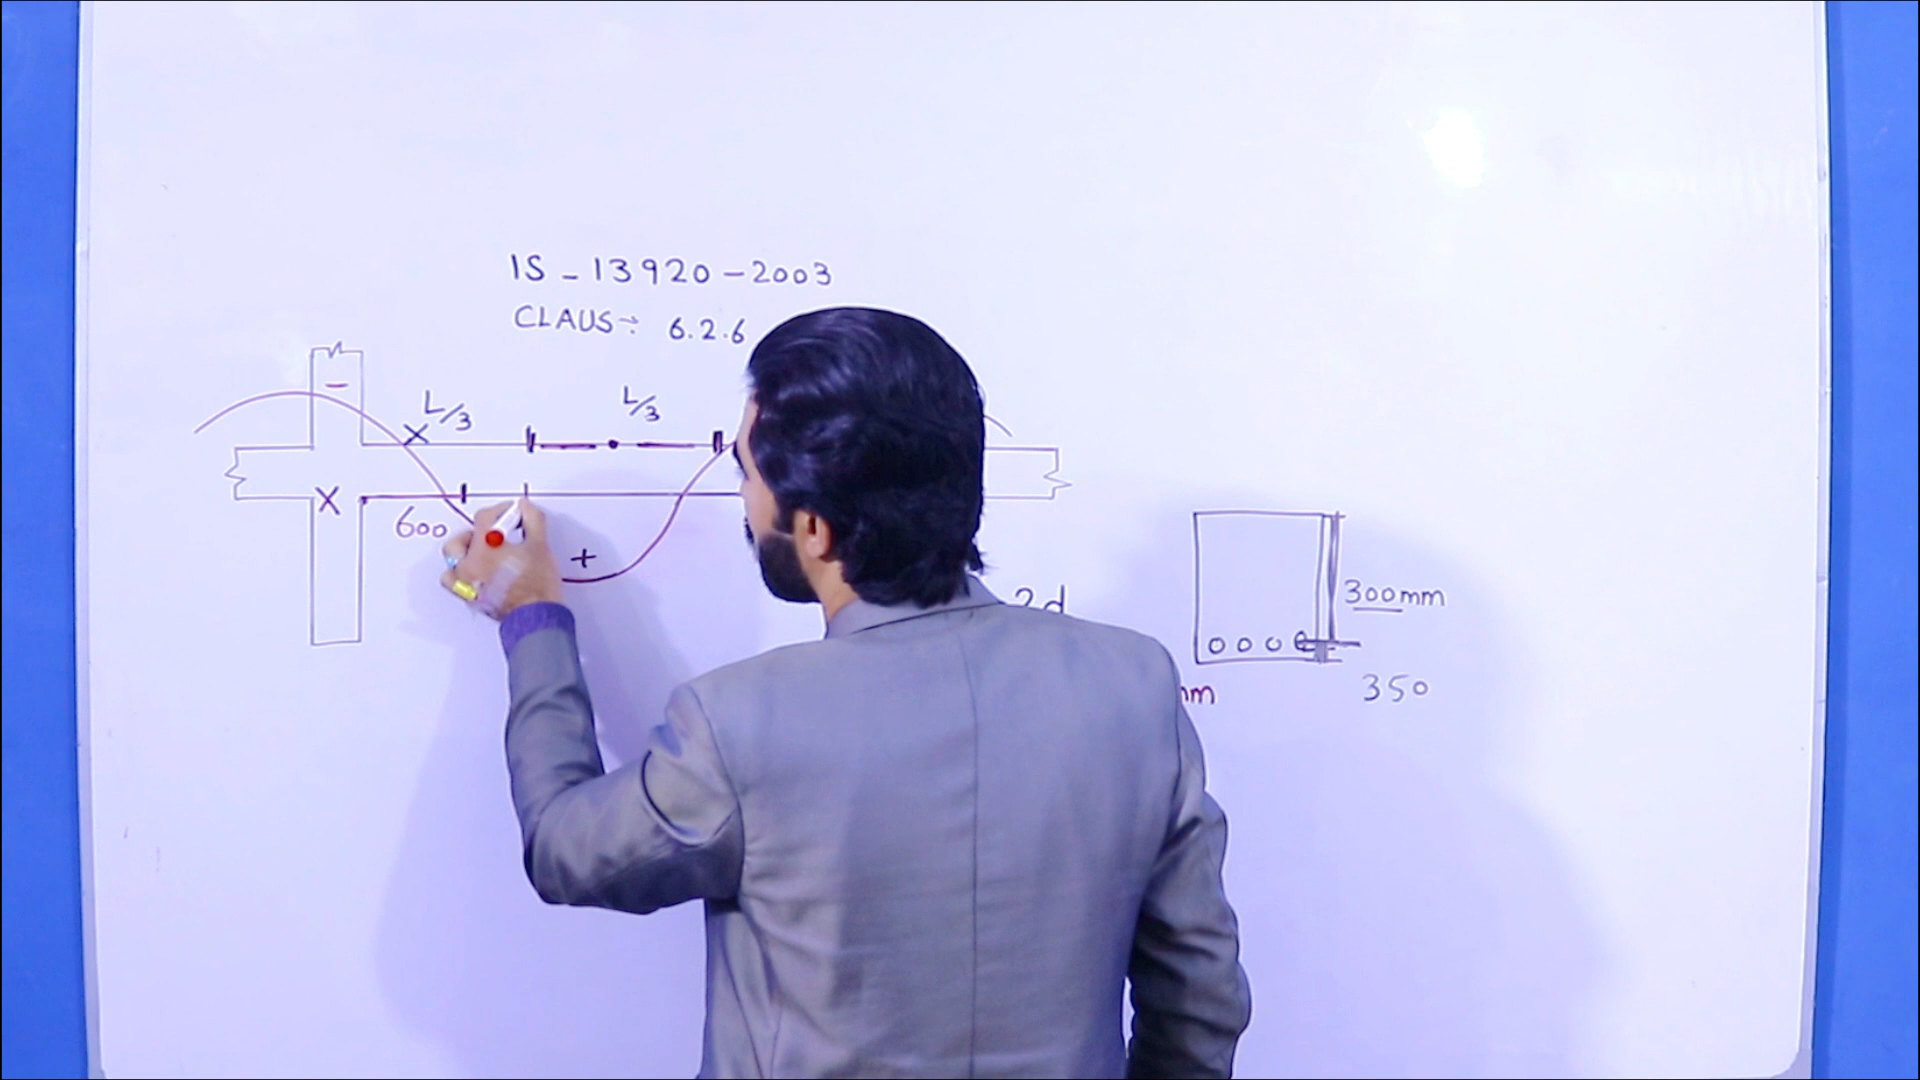 IS - 13920 - 2003
CLAUS:- 6.2.6
L/3 L/3
-
X
X
600
+
2d
300mm
mm
350